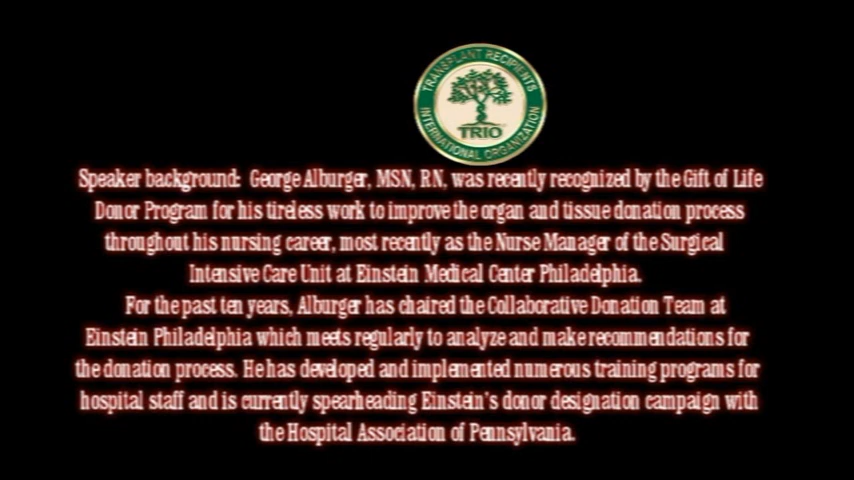 TRANSPLANT RECIPIENTS
TRIO
INTERNATIONAL ORGANIZATION
Speaker background: George Alburger, MSN, RN, was recently recognized by the Gift of Life
Donor Program for his tireless work to improve the organ and tissue donation process
throughout his nursing career, most recently as the Nurse Manager of the Surgical
Intensive Care Unit at Einstein Medical Center Philadelphia.
For the past ten years, Alburger has chaired the Collaborative Donation Team at
Einstein Philadelphia which meets regularly to analyze and make recommendations for
the donation process. He has developed and implemented numerous training programs for
hospital staff and is currently spearheading Einstein's donor designation campaign with
the Hospital Association of Pennsylvania.